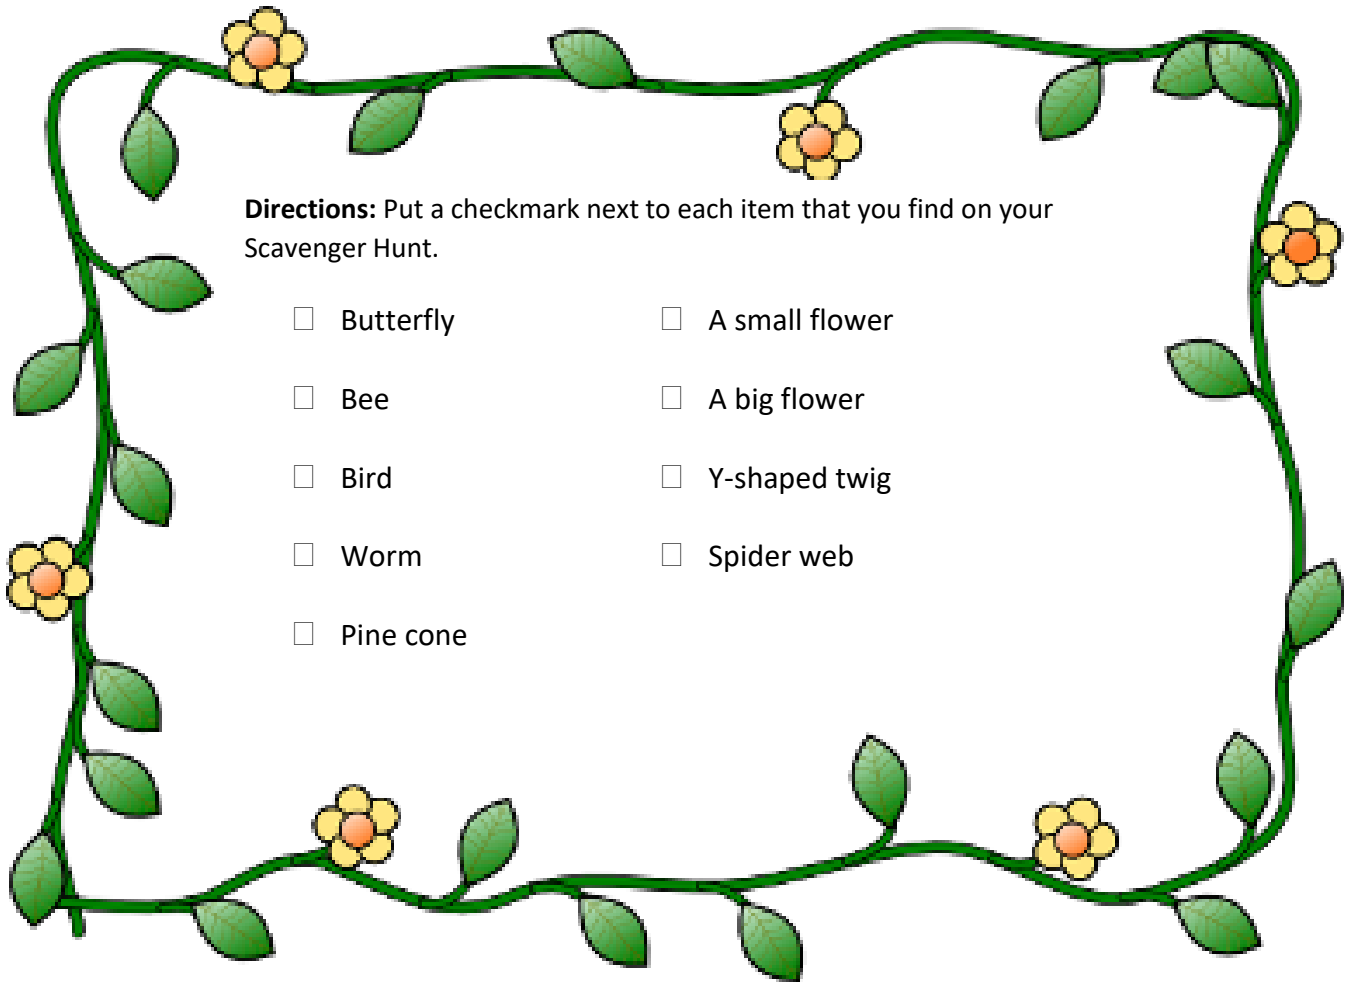 Directions: Put a checkmark next to each item that you find on your
Scavenger Hunt.
☐ Butterfly
☐ Bee
☐ Bird
☐ Worm
☐ Pine cone
☐ A small flower
☐ A big flower
☐ Y-shaped twig
☐ Spider web